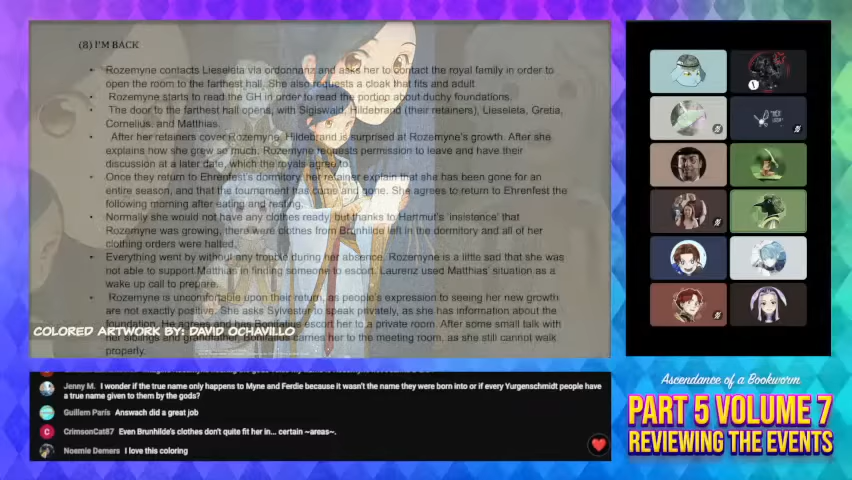 (8) I'M BACK
• Rozemyne contacts Lieseleta via ordonnanz and asks her to contact the royal family in order to
open the room to the farthest hall. She also requests a cloak that fits and adult.
• Rozemyne starts to read the GH in order to read the portion about duchy foundations.
• The door to the farthest hall opens, with Sigiswald, Hildebrand (their retainers), Lieseleta, Gretia,
Cornelius, and Matthias.
• After her retainers cover Rozemyne, Hildebrand is surprised at Rozemyne's growth. After she
explains how she grew so much, Rozemyne requests permission to leave and have their
discussion at a later date, which the royals agree to.
• Once they return to Ehrenfest's dormitory, her retainer explain that she has been gone for an
entire season, and that the tournament has come and gone. She agrees to return to Ehrenfest the
following morning after eating and resting.
• Normally she would not have any clothes ready, but thanks to Hartmut's 'insistence' that
Rozemyne was growing, there were clothes from Brunhilde left in the dormitory and all of her
clothing orders were halted.
• Everything went by without any trouble during her absence. Rozemyne is a little sad that she was
not able to support Matthias in finding someone to escort. Laurenz used Matthias' situation as a
wake up call to prepare.
• Rozemyne is uncomfortable upon their return, as people's expression to seeing her new growth
are not exactly positive. She asks Sylvester to speak privately, as she has information about the
foundation. He agrees and has Bonifatius escort her to a private room. After some small talk with
her siblings and grandfather, Bonifatius carries her to the meeting room, as she still cannot walk
properly.
COLORED ARTWORK BY: DAVID OCHAVILLO
Jenny M. I wonder if the true name only happens to Myne and Ferdie because it wasn't the name they were born into or if every Yurgenschmidt people have
a true name given to them by the gods?
Guillem Paris Answach did a great job
C CrimsonCat87 Even Brunhilde's clothes don't quite fit her in... certain ~areas~.
Noemie Demers I love this coloring
Ascendance of a Bookworm
PART 5 VOLUME 7
REVIEWING THE EVENTS